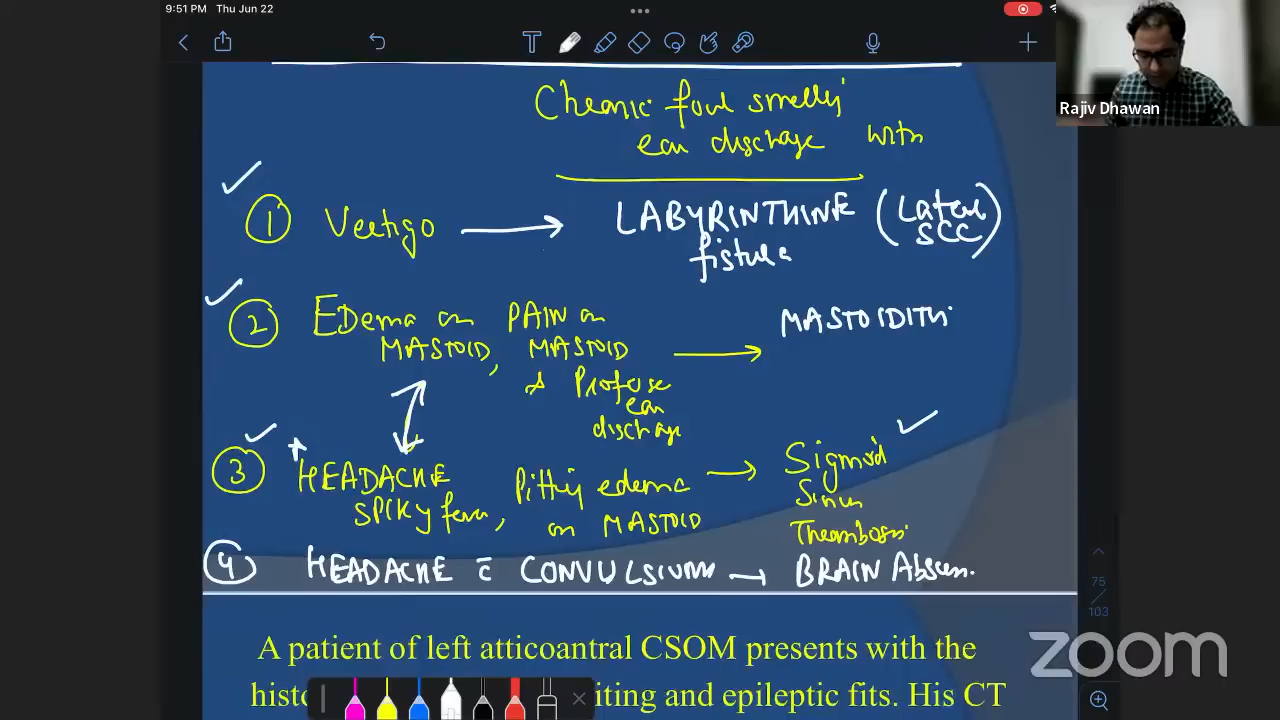 9:51 PM Thu Jun 22
Rajiv Dhawan
Chronic foul smelling
ear discharge with
1 Vertigo → LABYRINTHINE (Lateral
fistula SCC)
2 Edema on PAIN on MASTOIDITIS
MASTOID, MASTOID →
& Profuse
ear
discharge
3 HEADACHE Pitting edema → Sigmoid
SPIKY fever, on MASTOID Sinus
Thrombosis
4 HEADACHE c̄ CONVULSIONS → BRAIN Abscess.
75
103
A patient of left atticoantral CSOM presents with the
iting and epileptic fits. His CT
zoom